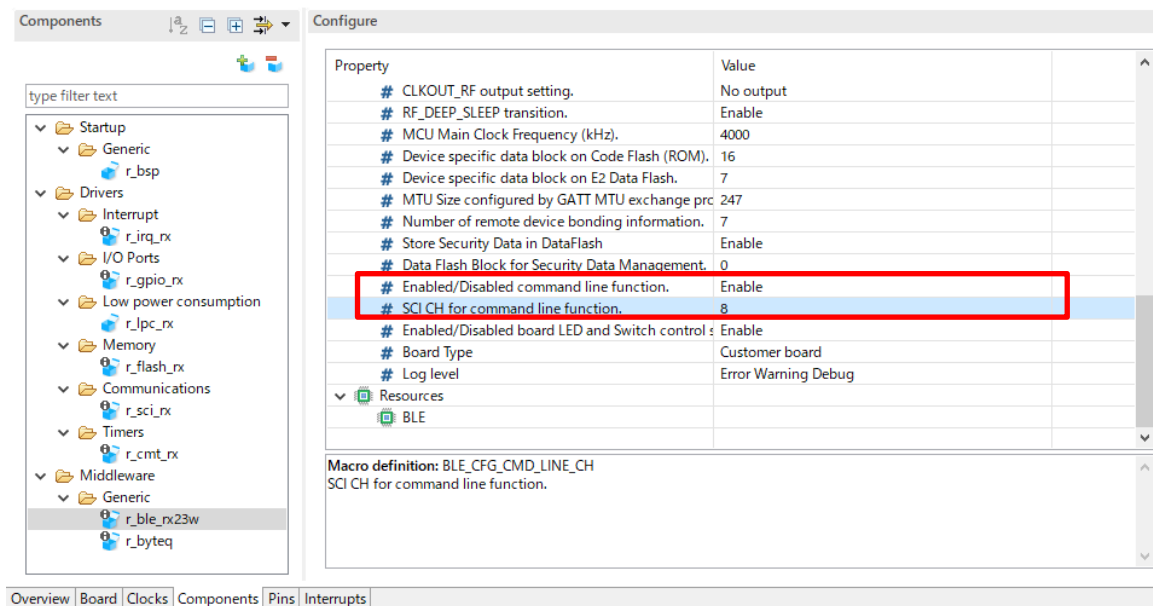 Components
Configure
type filter text
Startup
Generic
r_bsp
Drivers
Interrupt
r_irq_rx
I/O Ports
r_gpio_rx
Low power consumption
r_lpc_rx
Memory
r_flash_rx
Communications
r_sci_rx
Timers
r_cmt_rx
Middleware
Generic
r_ble_rx23w
r_byteq
Property Value
# CLKOUT_RF output setting. No output
# RF_DEEP_SLEEP transition. Enable
# MCU Main Clock Frequency (kHz). 4000
# Device specific data block on Code Flash (ROM). 16
# Device specific data block on E2 Data Flash. 7
# MTU Size configured by GATT MTU exchange prc 247
# Number of remote device bonding information. 7
# Store Security Data in DataFlash Enable
# Data Flash Block for Security Data Management. 0
# Enabled/Disabled command line function. Enable
# SCI CH for command line function. 8
# Enabled/Disabled board LED and Switch control s Enable
# Board Type Customer board
# Log level Error Warning Debug
Resources
BLE
Macro definition: BLE_CFG_CMD_LINE_CH
SCI CH for command line function.
Overview Board Clocks Components Pins Interrupts